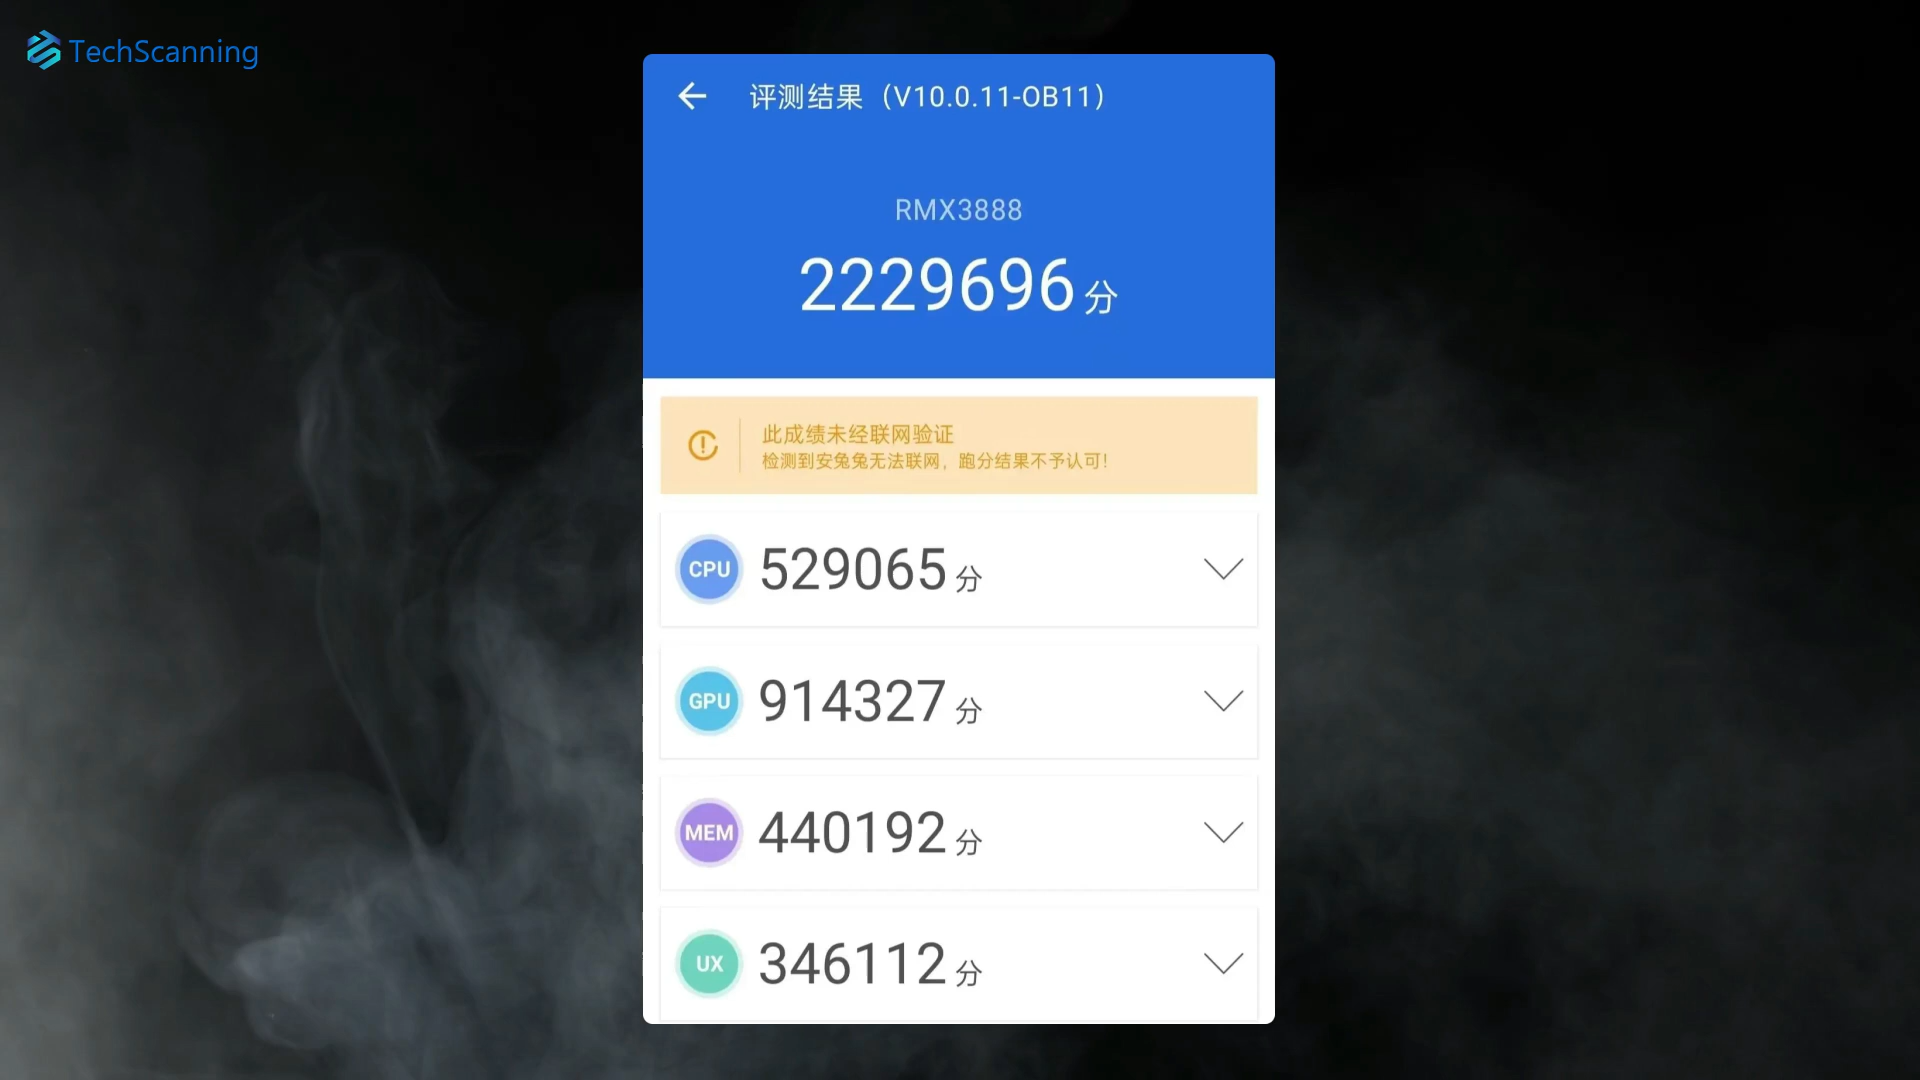 TechScanning
评测结果（V10.0.11-OB11）
RMX3888
2229696分
此成绩未经联网验证
检测到安兔兔无法联网，跑分结果不予认可！
CPU 529065分
GPU 914327分
MEM 440192分
UX 346112分